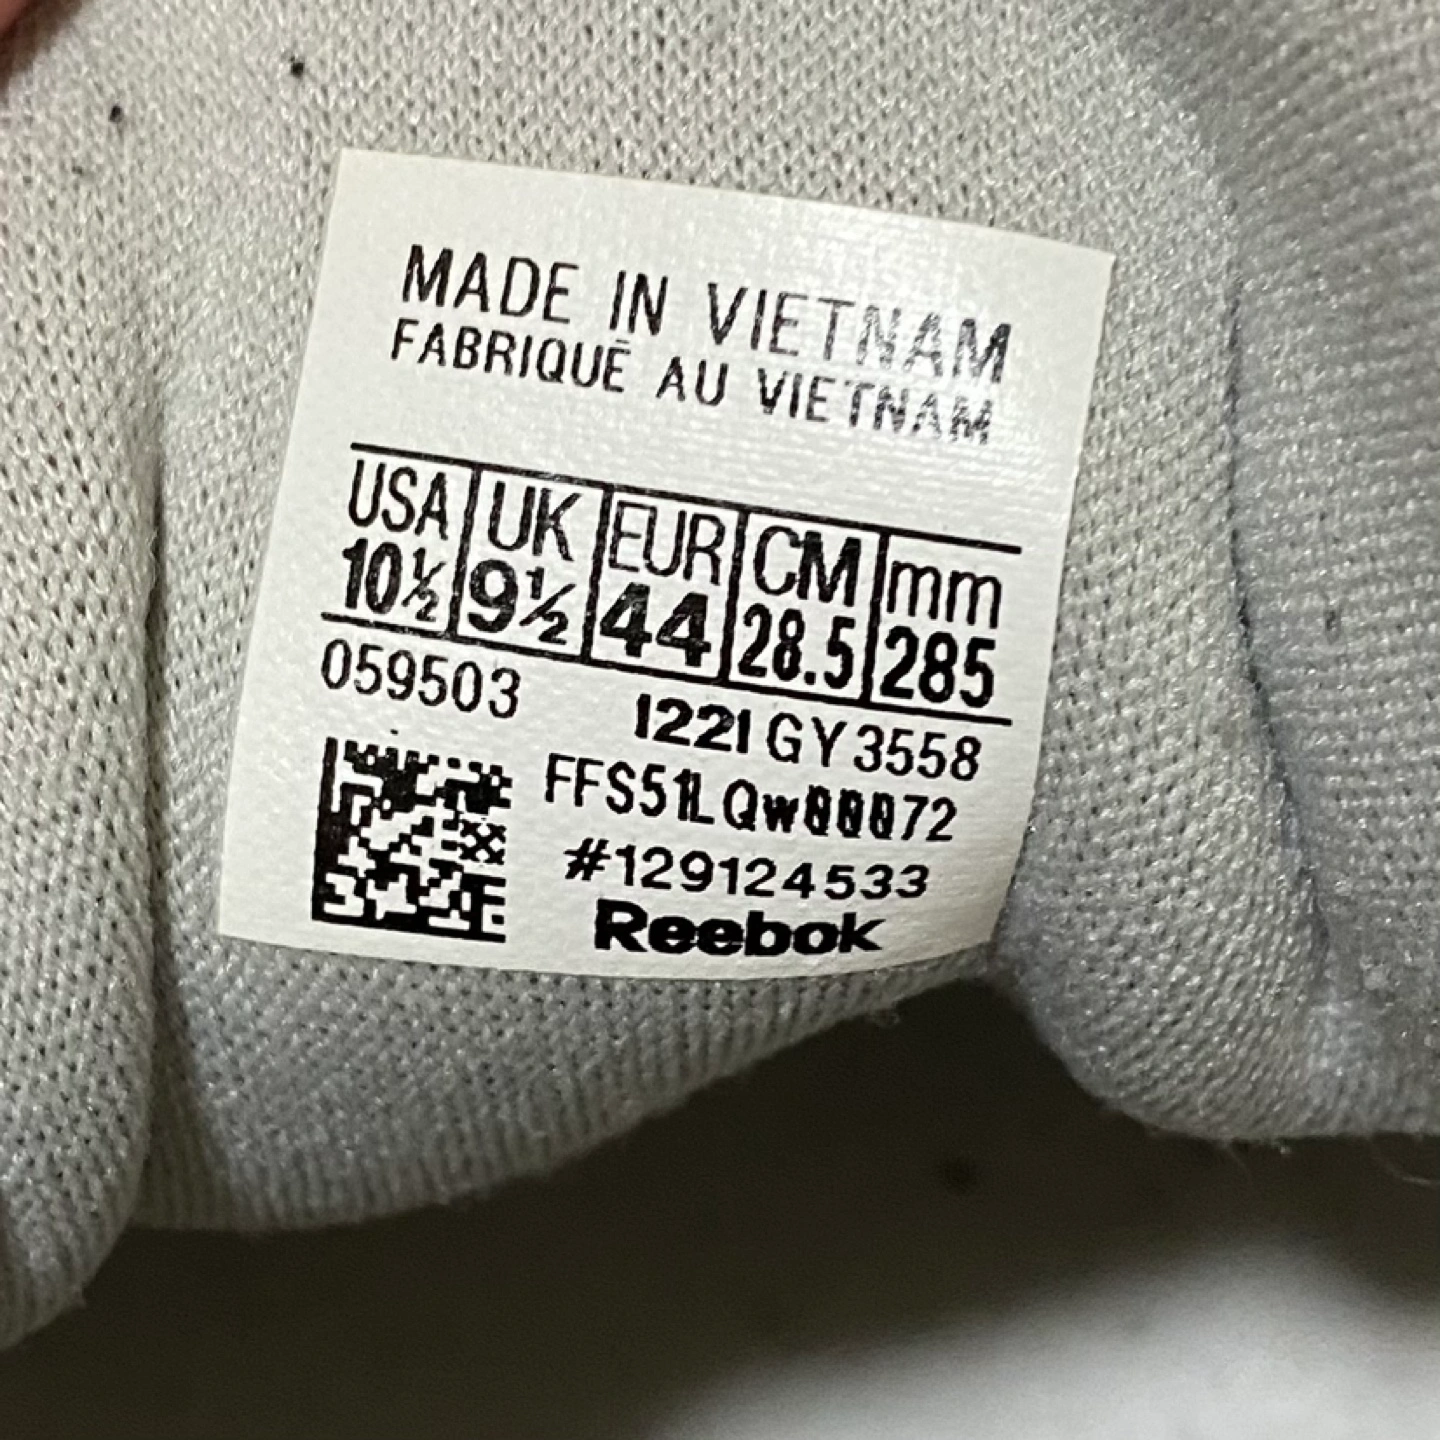 MADE IN VIETNAM
FABRIQUÉ AU VIETNAM
USA UK EUR CM mm
10½ 9½ 44 28.5 285
059503 1221 GY3558
#129124533
Reebok